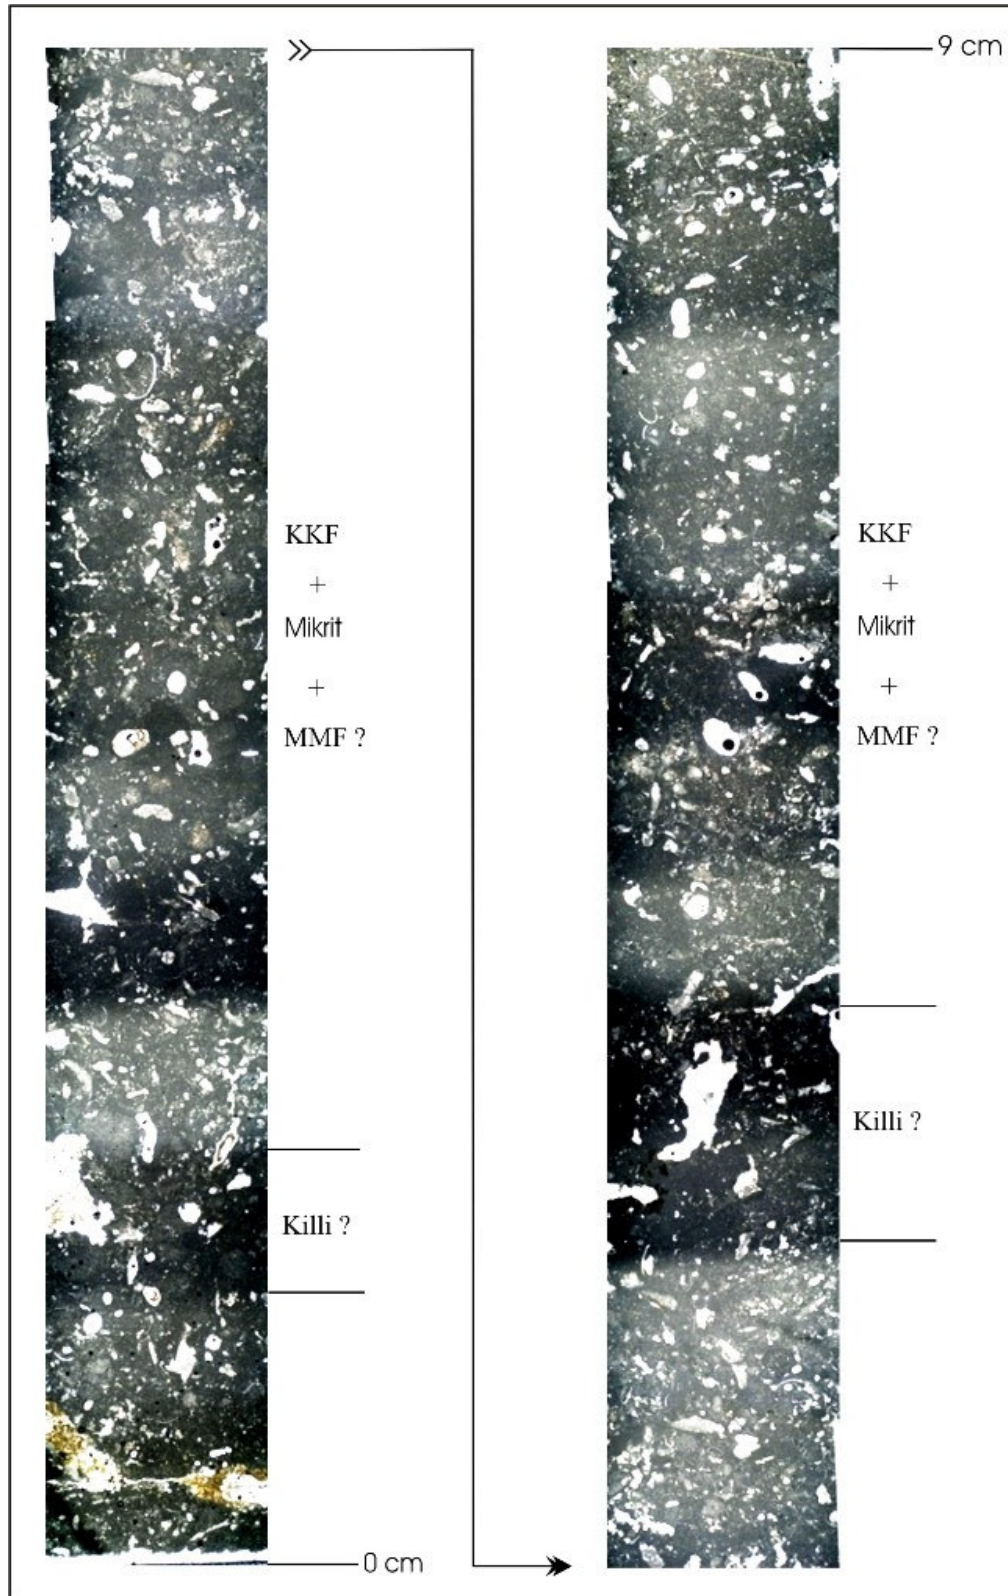 9 cm
KKF
+
Mikrit
+
MMF ?
Killi ?
0 cm
KKF
+
Mikrit
+
MMF ?
Killi ?